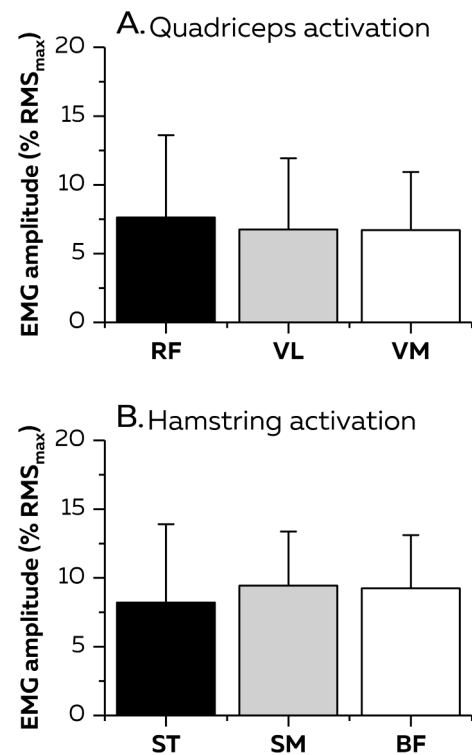 A. Quadriceps activation
EMG amplitude (% RMSmax)
20
15
10
5
0
RF VL VM
B. Hamstring activation
EMG amplitude (% RMSmax)
20
15
10
5
0
ST SM BF